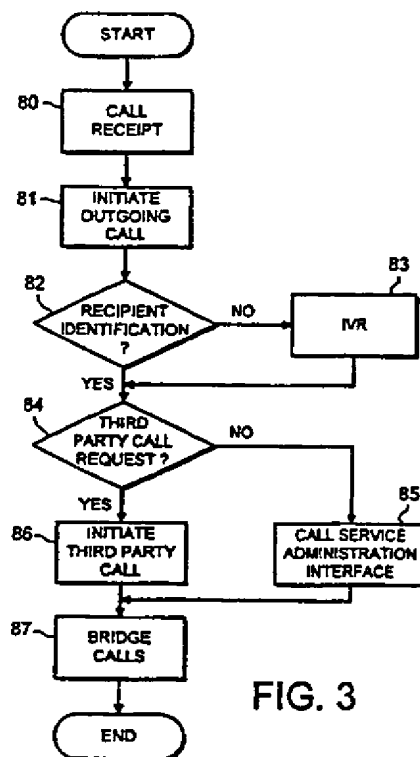 START
80
CALL
RECEIPT
81
INITIATE
OUTGOING
CALL
82
RECIPIENT
IDENTIFICATION
?
NO
83
IVR
YES
84
THIRD
PARTY CALL
REQUEST ?
NO
YES
85
CALL SERVICE
ADMINISTRATION
INTERFACE
86
INITIATE
THIRD PARTY
CALL
87
BRIDGE
CALLS
END
FIG. 3